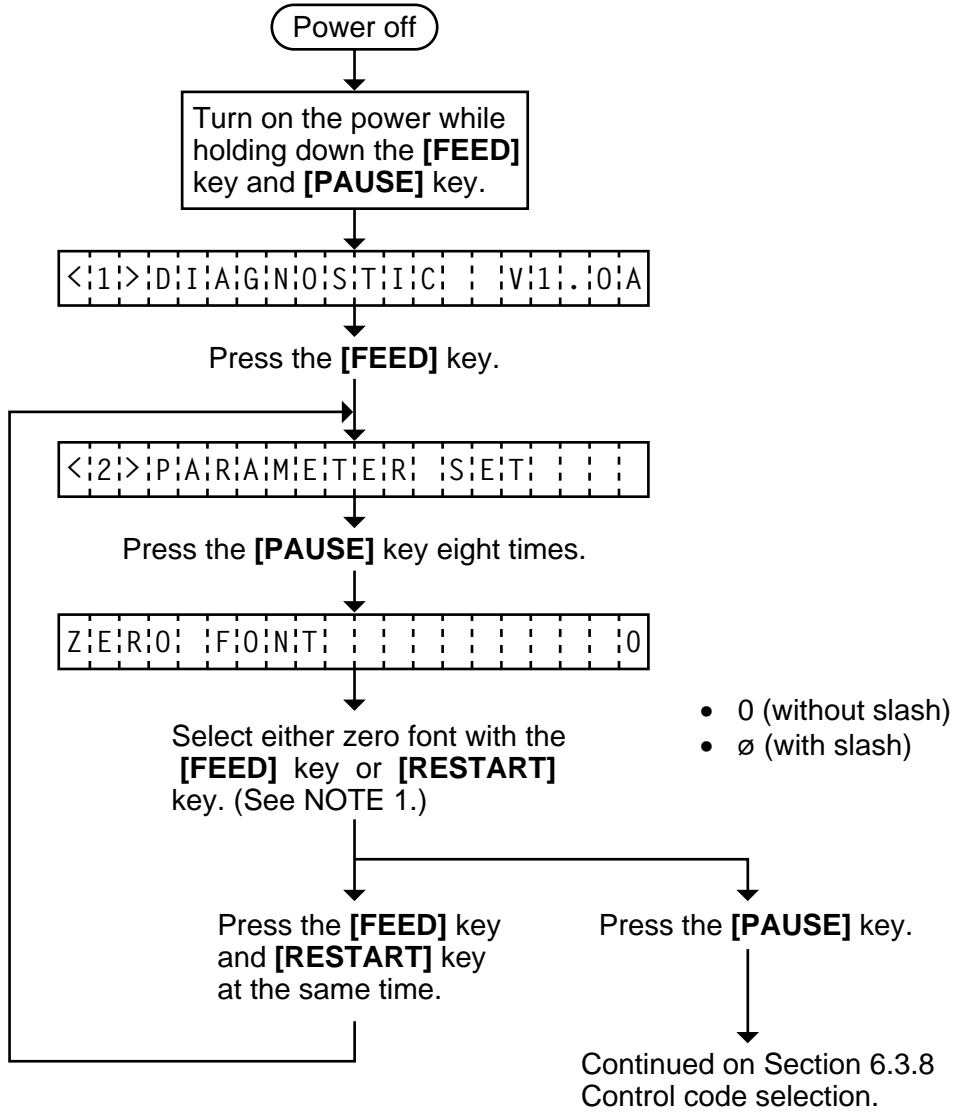 Power off
Turn on the power while
holding down the [FEED]
key and [PAUSE] key.
<1>DIAGNOSTIC  V1.0A
Press the [FEED] key.
<2>PARAMETER SET
Press the [PAUSE] key eight times.
ZERO FONT          0
Select either zero font with the
[FEED] key or [RESTART]
key. (See NOTE 1.)
• 0 (without slash)
• ø (with slash)
Press the [FEED] key
and [RESTART] key
at the same time.
Press the [PAUSE] key.
Continued on Section 6.3.8
Control code selection.